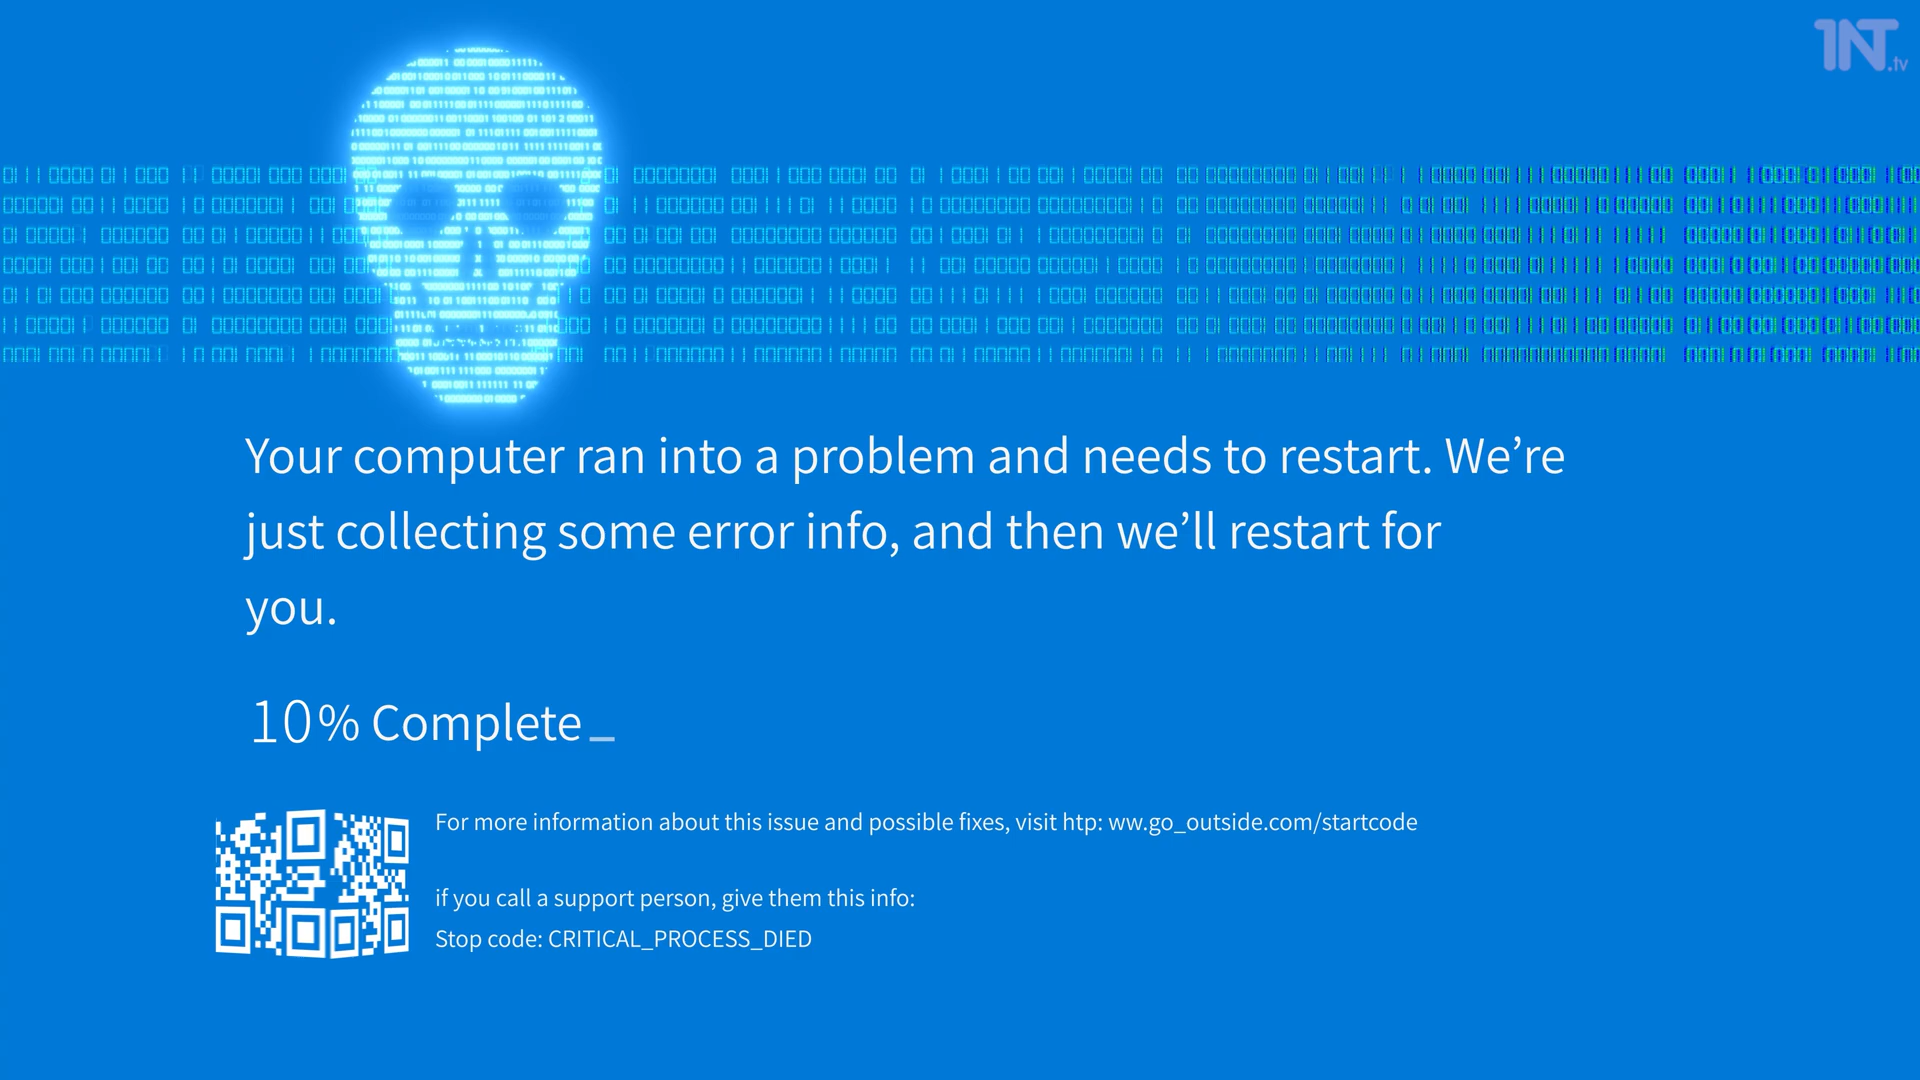 1NT.tv
Your computer ran into a problem and needs to restart. We’re
just collecting some error info, and then we’ll restart for
you.
10% Complete_
For more information about this issue and possible fixes, visit htp: ww.go_outside.com/startcode
if you call a support person, give them this info:
Stop code: CRITICAL_PROCESS_DIED